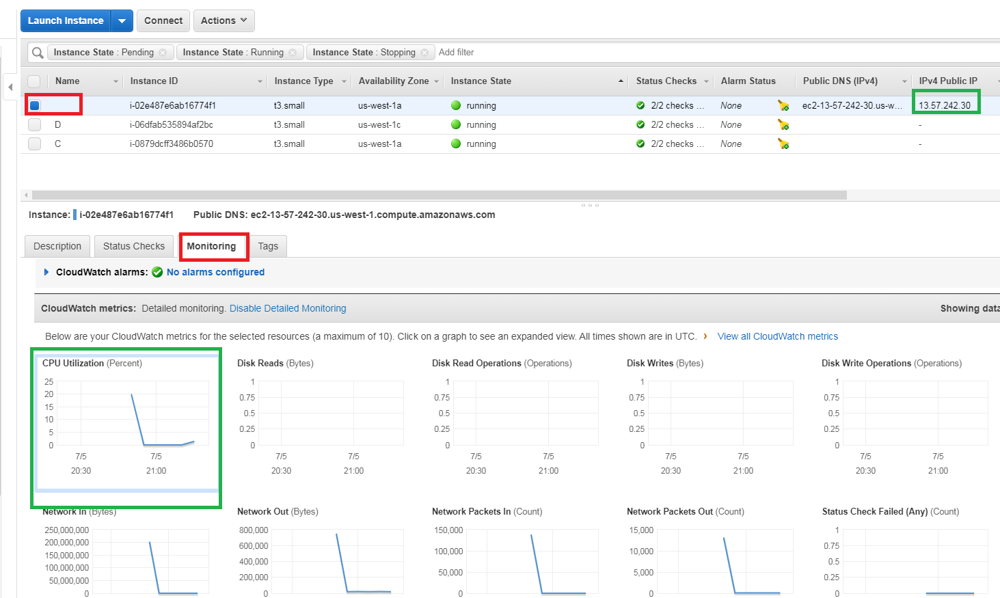 Launch Instance Connect Actions
Instance State : Pending Instance State : Running Instance State : Stopping Add filter
Name Instance ID Instance Type Availability Zone Instance State Status Checks Alarm Status Public DNS (IPv4) IPv4 Public IP
i-02e487e6ab16774f1 t3.small us-west-1a running 2/2 checks ... None ec2-13-57-242-30.us-w... 13.57.242.30
D i-06dfab535894af2bc t3.small us-west-1c running 2/2 checks ... None -
C i-0879dcff3486b0570 t3.small us-west-1a running 2/2 checks ... None -
Instance: i-02e487e6ab16774f1 Public DNS: ec2-13-57-242-30.us-west-1.compute.amazonaws.com
Description Status Checks Monitoring Tags
CloudWatch alarms: No alarms configured
CloudWatch metrics: Detailed monitoring. Disable Detailed Monitoring Showing data
Below are your CloudWatch metrics for the selected resources (a maximum of 10). Click on a graph to see an expanded view. All times shown are in UTC. › View all CloudWatch metrics
CPU Utilization (Percent)
25
20
15
10
5
0
7/5 7/5
20:30 21:00
Disk Reads (Bytes)
1
0.75
0.5
0.25
0
7/5 7/5
20:30 21:00
Disk Read Operations (Operations)
1
0.75
0.5
0.25
0
7/5 7/5
20:30 21:00
Disk Writes (Bytes)
1
0.75
0.5
0.25
0
7/5 7/5
20:30 21:00
Disk Write Operations (Operations)
1
0.75
0.5
0.25
0
7/5 7/5
20:30 21:00
Network In (Bytes)
250,000,000
200,000,000
150,000,000
100,000,000
50,000,000
0
Network Out (Bytes)
800,000
600,000
400,000
200,000
0
Network Packets In (Count)
150,000
100,000
50,000
0
Network Packets Out (Count)
15,000
10,000
5,000
0
Status Check Failed (Any) (Count)
1
0.75
0.5
0.25
0